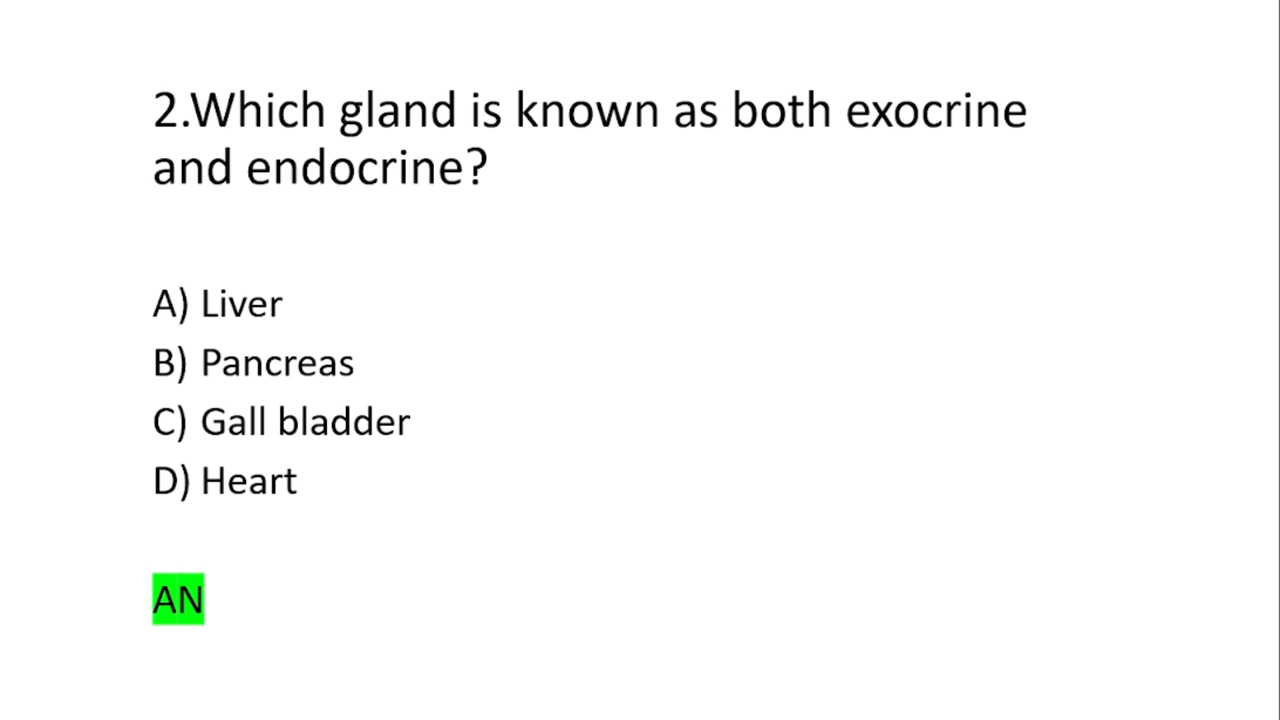 2.Which gland is known as both exocrine
and endocrine?
A) Liver
B) Pancreas
C) Gall bladder
D) Heart
AN